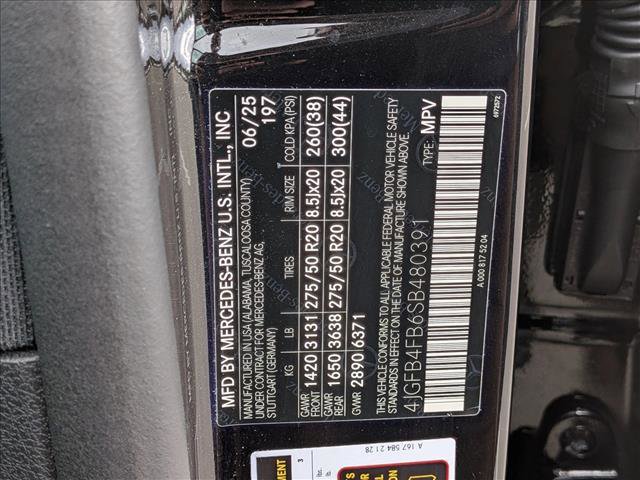 MFD BY MERCEDES-BENZ U.S. INTL., INC
06/25
MANUFACTURED IN USA (ALABAMA, TUSCALOOSA COUNTY)
197
UNDER CONTRACT FOR MERCEDES-BENZ AG,
STUTTGART (GERMANY)
KG LB TIRES RIM SIZE COLD KPA (PSI)
GAWR FRONT 1420 3131 275/50 R20 8.5Jx20 260(38)
GAWR REAR 1650 3638 275/50 R20 8.5Jx20 300(44)
GVWR 2890 6371
THIS VEHICLE CONFORMS TO ALL APPLICABLE FEDERAL MOTOR VEHICLE SAFETY
STANDARDS IN EFFECT ON THE DATE OF MANUFACTURE SHOWN ABOVE.
4JGFB4FB6SB480391
TYPE: MPV
A 000 817 52 04
6972572
A 167 584 21 28
3